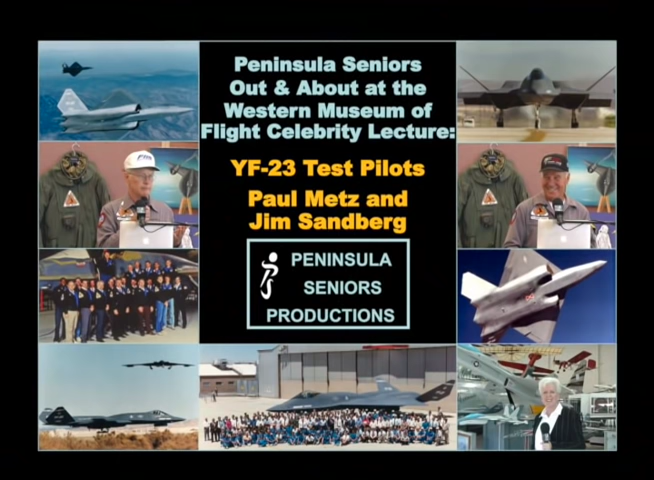 Peninsula Seniors
Out & About at the
Western Museum of
Flight Celebrity Lecture:
YF-23 Test Pilots
Paul Metz and
Jim Sandberg
PENINSULA
SENIORS
PRODUCTIONS